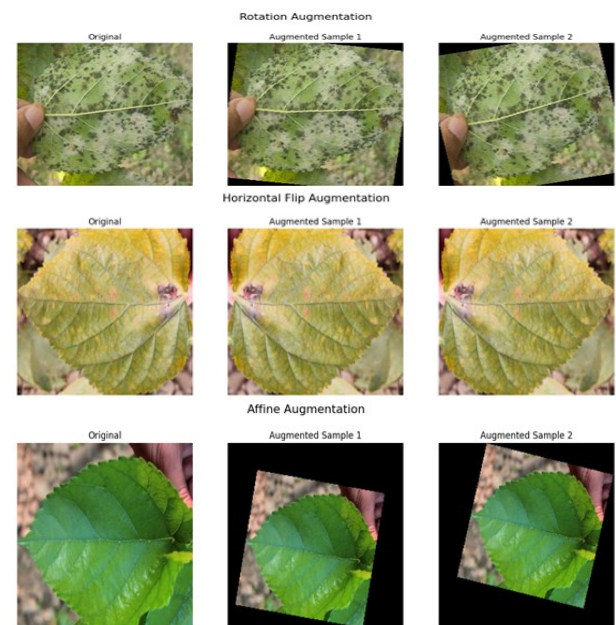 Rotation Augmentation
Original Augmented Sample 1 Augmented Sample 2
Horizontal Flip Augmentation
Original Augmented Sample 1 Augmented Sample 2
Affine Augmentation
Original Augmented Sample 1 Augmented Sample 2